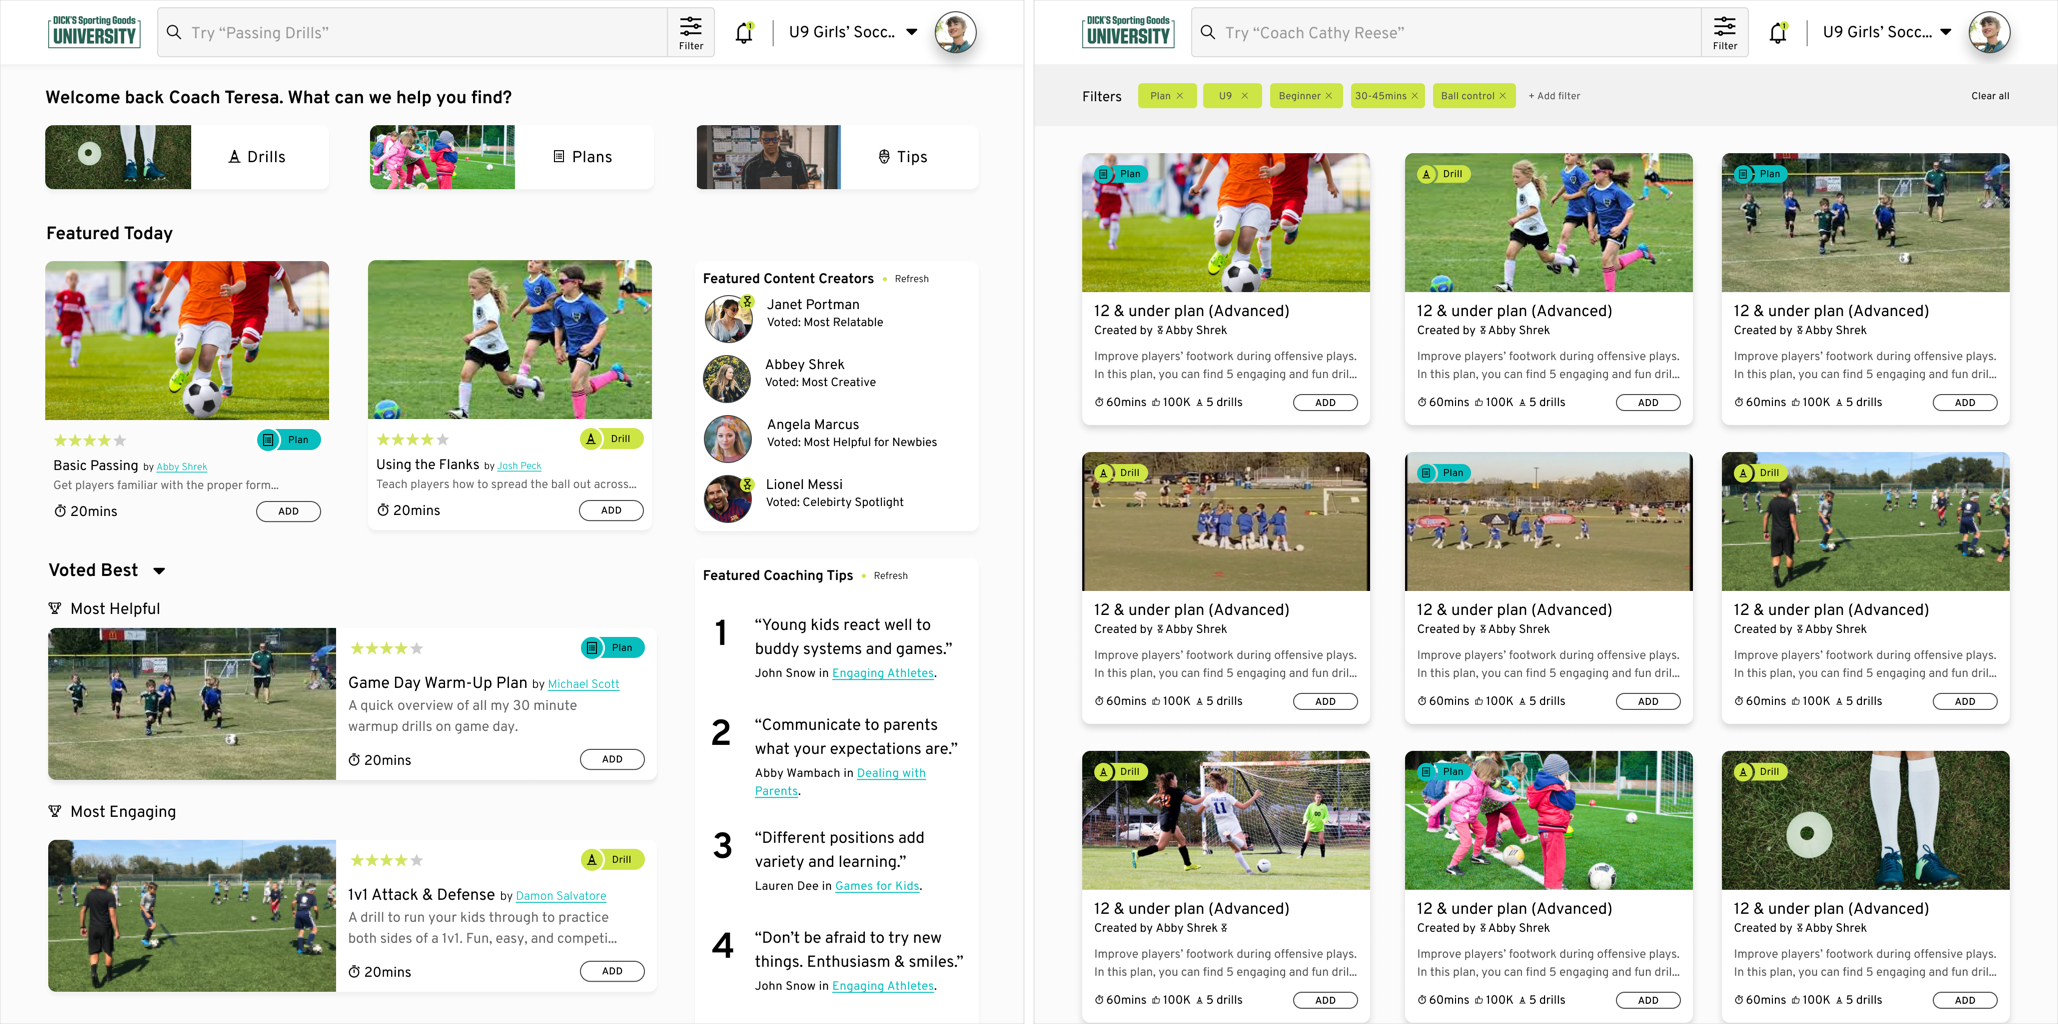 DICK'S Sporting Goods
UNIVERSITY
Try “Passing Drills”
Filter
1
U9 Girls’ Socc..
Welcome back Coach Teresa. What can we help you find?
Drills
Plans
Tips
Featured Today
Plan
Basic Passing by Abby Shrek
Get players familiar with the proper form...
20mins
ADD
Drill
Using the Flanks by Josh Peck
Teach players how to spread the ball out across...
20mins
ADD
Featured Content Creators • Refresh
Janet Portman
Voted: Most Relatable
Abbey Shrek
Voted: Most Creative
Angela Marcus
Voted: Most Helpful for Newbies
Lionel Messi
Voted: Celebirty Spotlight
Voted Best
Most Helpful
Plan
Game Day Warm-Up Plan by Michael Scott
A quick overview of all my 30 minute
warmup drills on game day.
20mins
ADD
Most Engaging
Drill
1v1 Attack & Defense by Damon Salvatore
A drill to run your kids through to practice
both sides of a 1v1. Fun, easy, and competi...
20mins
ADD
Featured Coaching Tips • Refresh
1
“Young kids react well to
buddy systems and games.”
John Snow in Engaging Athletes.
2
“Communicate to parents
what your expectations are.”
Abby Wambach in Dealing with
Parents.
3
“Different positions add
variety and learning.”
Lauren Dee in Games for Kids.
4
“Don’t be afraid to try new
things. Enthusiasm & smiles.”
John Snow in Engaging Athletes.
DICK'S Sporting Goods
UNIVERSITY
Try “Coach Cathy Reese”
Filter
1
U9 Girls’ Socc...
Filters
Plan ×
U9 ×
Beginner ×
30-45mins ×
Ball control ×
+ Add filter
Clear all
Plan
12 & under plan (Advanced)
Created by Abby Shrek
Improve players’ footwork during offensive plays.
In this plan, you can find 5 engaging and fun dril...
60mins 100K 5 drills
ADD
Drill
12 & under plan (Advanced)
Created by Abby Shrek
Improve players’ footwork during offensive plays.
In this plan, you can find 5 engaging and fun dril...
60mins 100K 5 drills
ADD
Plan
12 & under plan (Advanced)
Created by Abby Shrek
Improve players’ footwork during offensive plays.
In this plan, you can find 5 engaging and fun dril...
60mins 100K 5 drills
ADD
Drill
12 & under plan (Advanced)
Created by Abby Shrek
Improve players’ footwork during offensive plays.
In this plan, you can find 5 engaging and fun dril...
60mins 100K 5 drills
ADD
Plan
12 & under plan (Advanced)
Created by Abby Shrek
Improve players’ footwork during offensive plays.
In this plan, you can find 5 engaging and fun dril...
60mins 100K 5 drills
ADD
Drill
12 & under plan (Advanced)
Created by Abby Shrek
Improve players’ footwork during offensive plays.
In this plan, you can find 5 engaging and fun dril...
60mins 100K 5 drills
ADD
Drill
11
12 & under plan (Advanced)
Created by Abby Shrek
Improve players’ footwork during offensive plays.
In this plan, you can find 5 engaging and fun dril...
60mins 100K 5 drills
ADD
Plan
12 & under plan (Advanced)
Created by Abby Shrek
Improve players’ footwork during offensive plays.
In this plan, you can find 5 engaging and fun dril...
60mins 100K 5 drills
ADD
Drill
12 & under plan (Advanced)
Created by Abby Shrek
Improve players’ footwork during offensive plays.
In this plan, you can find 5 engaging and fun dril...
60mins 100K 5 drills
ADD